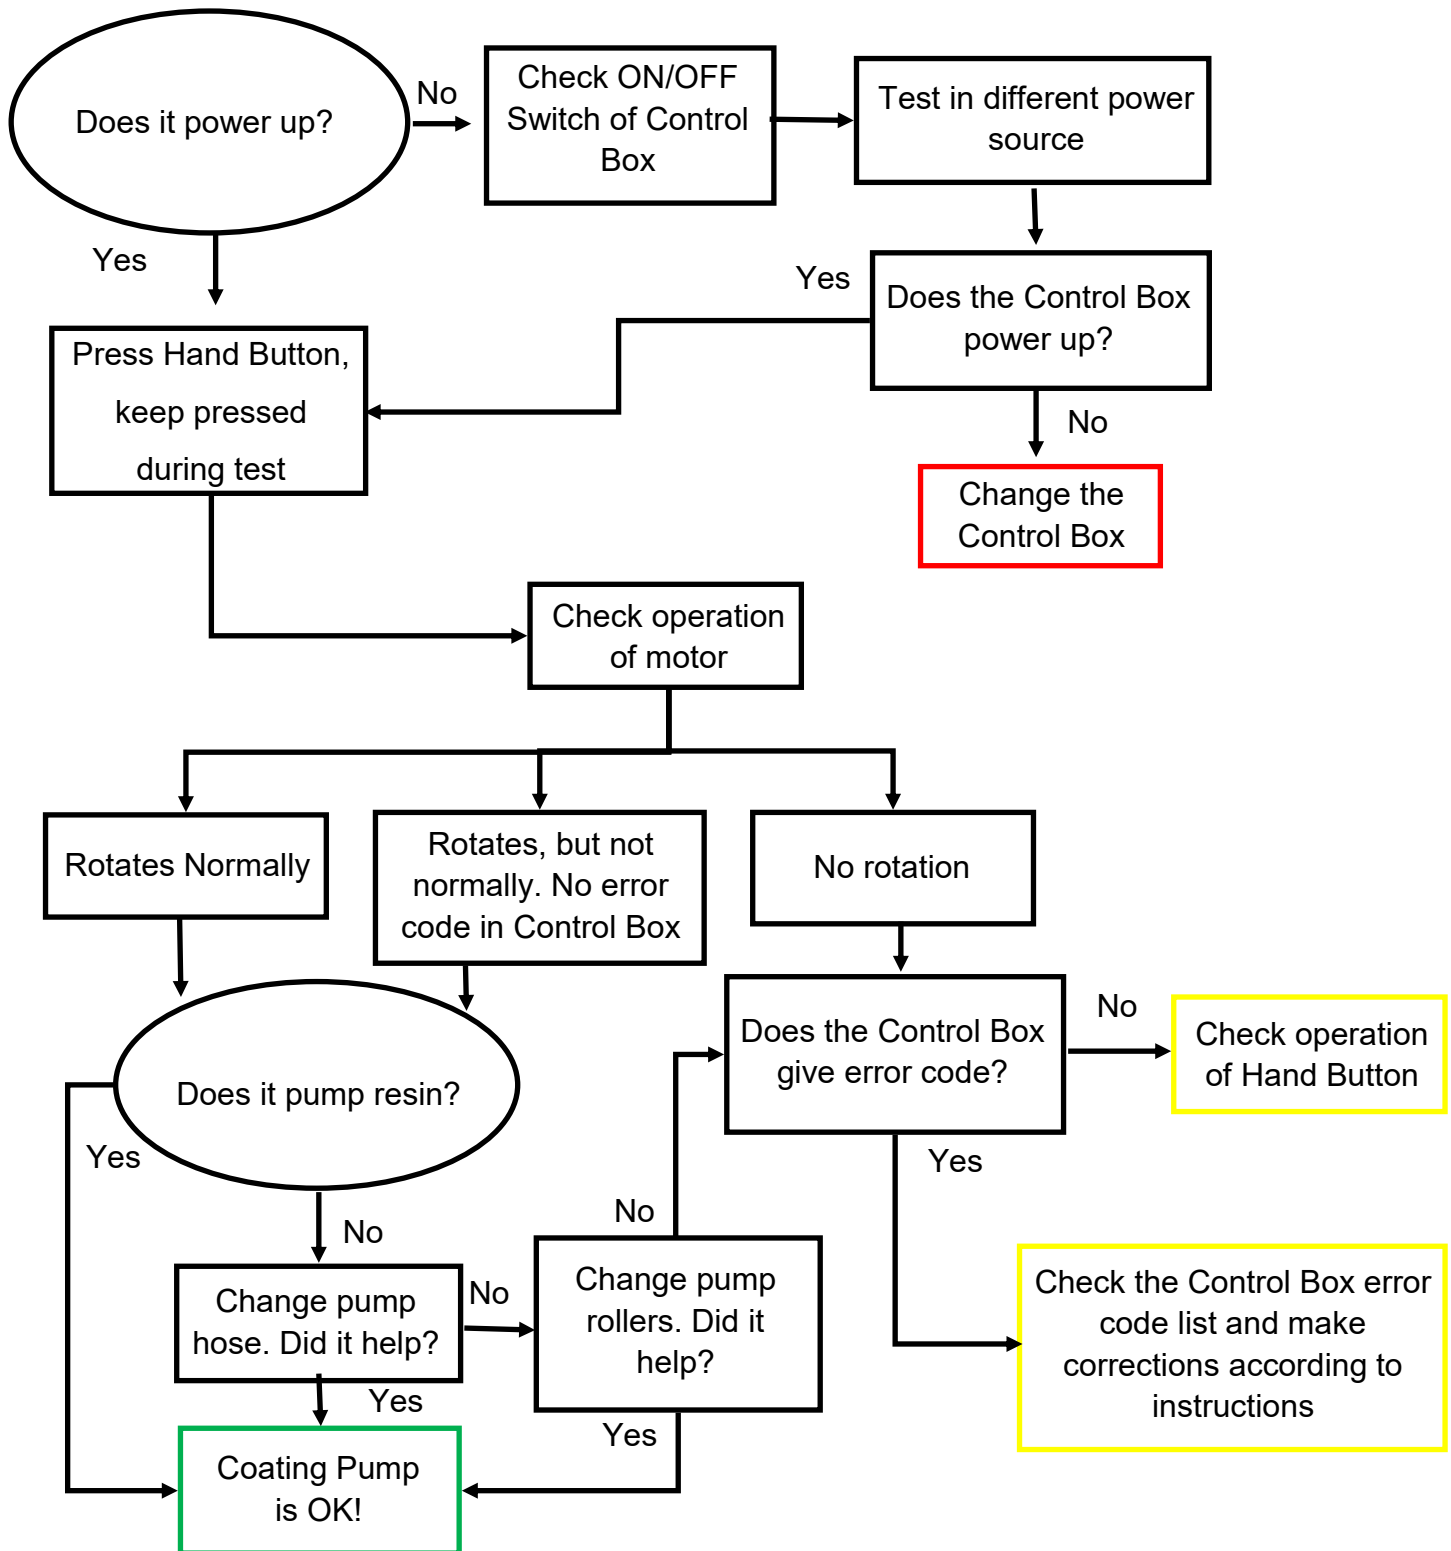 Does it power up?
No
Check ON/OFF
Switch of Control
Box
Test in different power
source
Yes
Press Hand Button,
keep pressed
during test
Yes
Does the Control Box
power up?
No
Change the
Control Box
Check operation
of motor
Rotates Normally
Rotates, but not
normally. No error
code in Control Box
No rotation
Does it pump resin?
Yes
No
Change pump
hose. Did it help?
No
Yes
Change pump
rollers. Did it
help?
No
Yes
Coating Pump
is OK!
Does the Control Box
give error code?
No
Check operation
of Hand Button
Yes
Check the Control Box error
code list and make
corrections according to
instructions